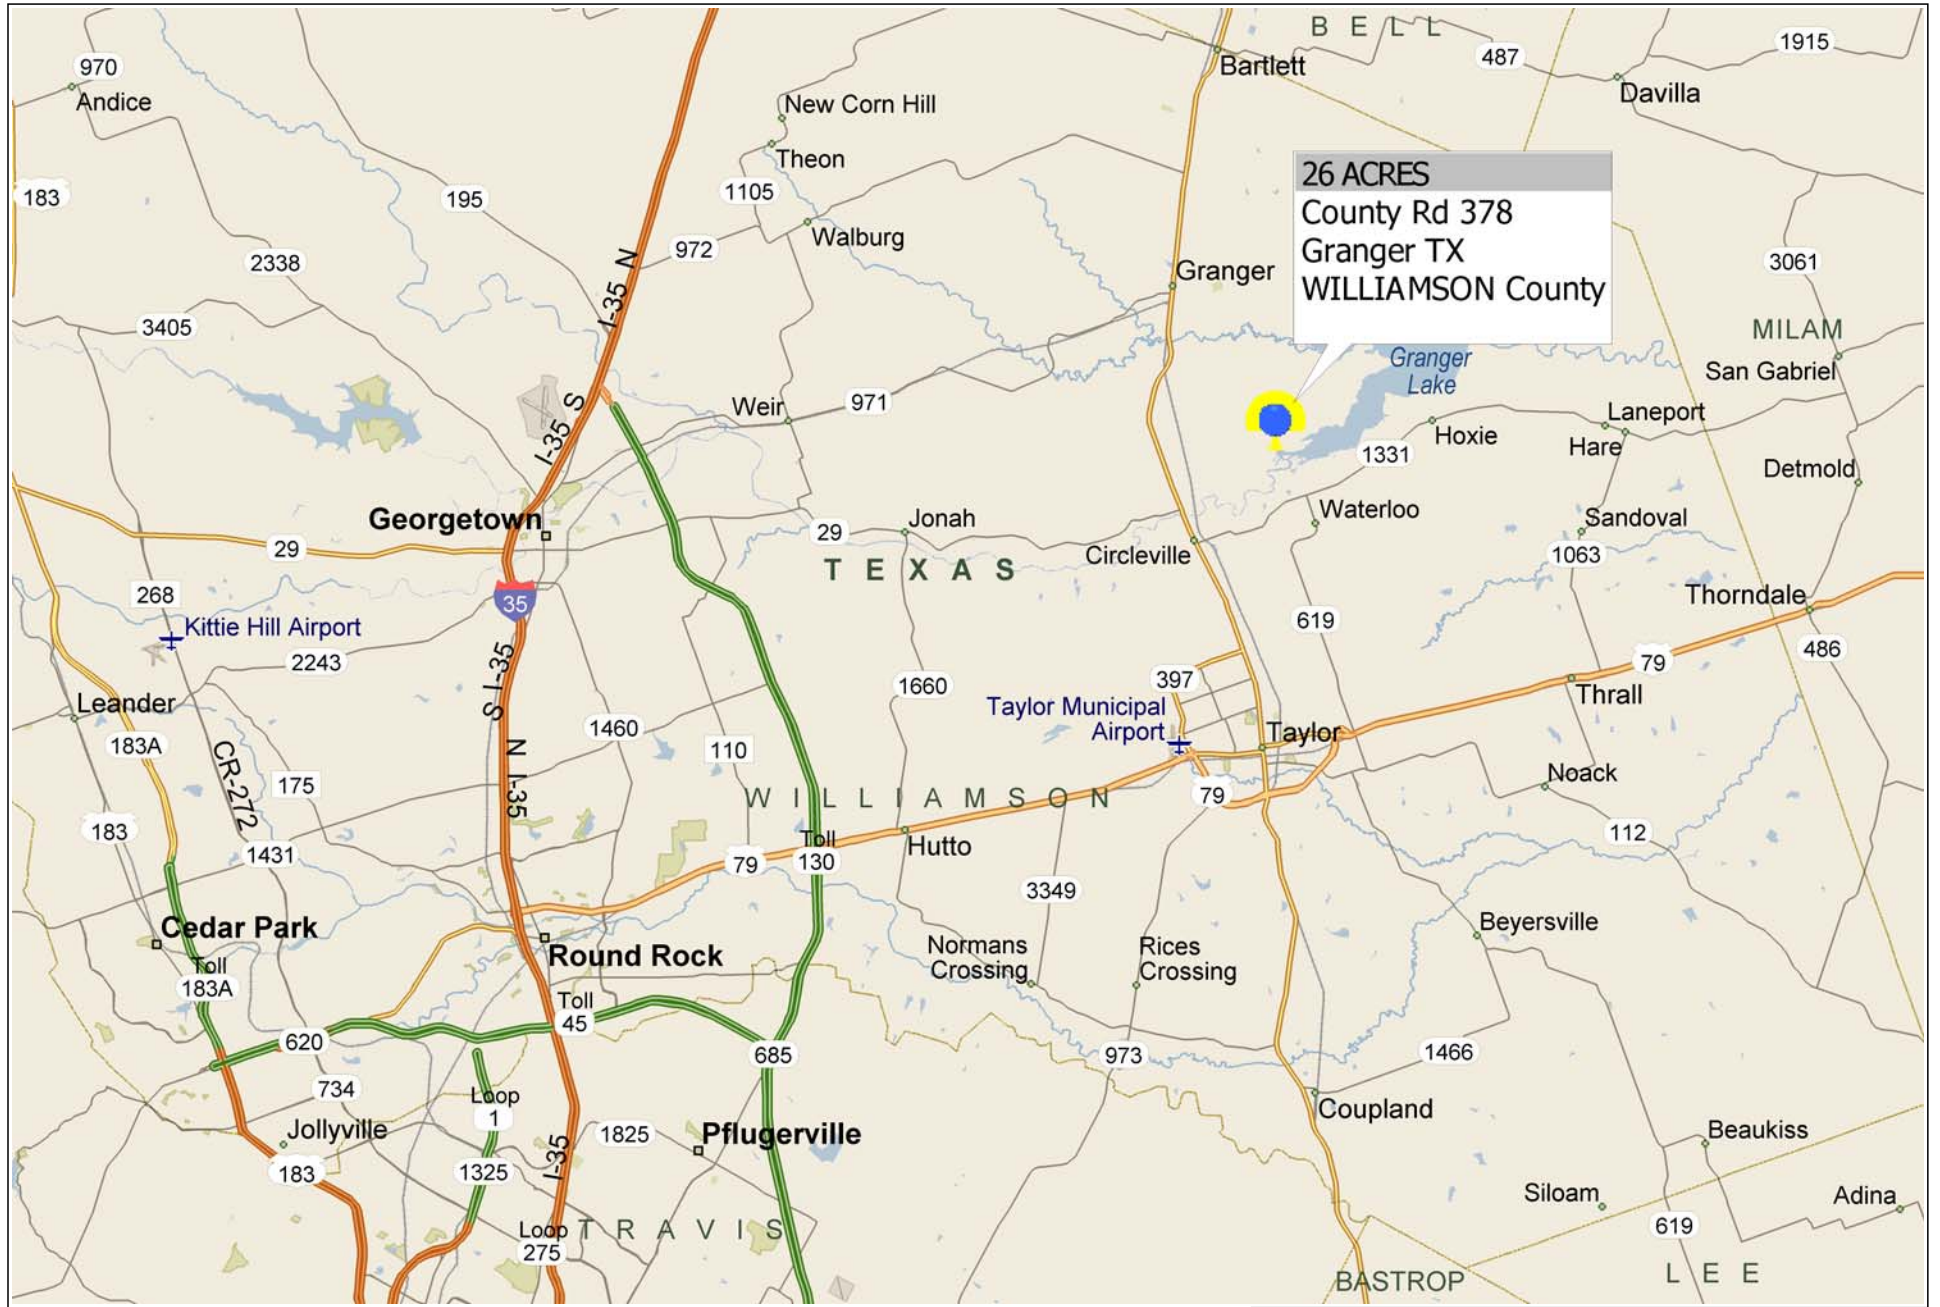 BELL
1915
487
970
Bartlett
Andice
Davilla
New Corn Hill
Theon
26 ACRES
183
195
1105
County Rd 378
Walburg
972
Granger TX
2338
I-35 N
Granger
3061
WILLIAMSON County
3405
MILAM
Granger
Lake
San Gabriel
Weir
971
I-35 S
Laneport
Hoxie
Hare
1331
Detmold
Georgetown
Waterloo
Jonah
29
Sandoval
29
Circleville
1063
TEXAS
268
35
Thorndale
619
Kittie Hill Airport
2243
486
79
S I-35
1660
397
Thrall
Leander
Taylor Municipal
Airport
1460
Taylor
183A
110
CR-272
N I-35
175
Noack
79
WILLIAMSON
183
112
Toll
130
Hutto
1431
79
3349
Cedar Park
Beyersville
Normans
Crossing
Rices
Crossing
Round Rock
Toll
183A
Toll
45
620
685
973
1466
734
Loop
1
Coupland
Jollyville
1825
Pflugerville
Beaukiss
I-35
183
1325
Siloam
Adina
Loop
275
TRAVIS
619
BASTROP
LEE